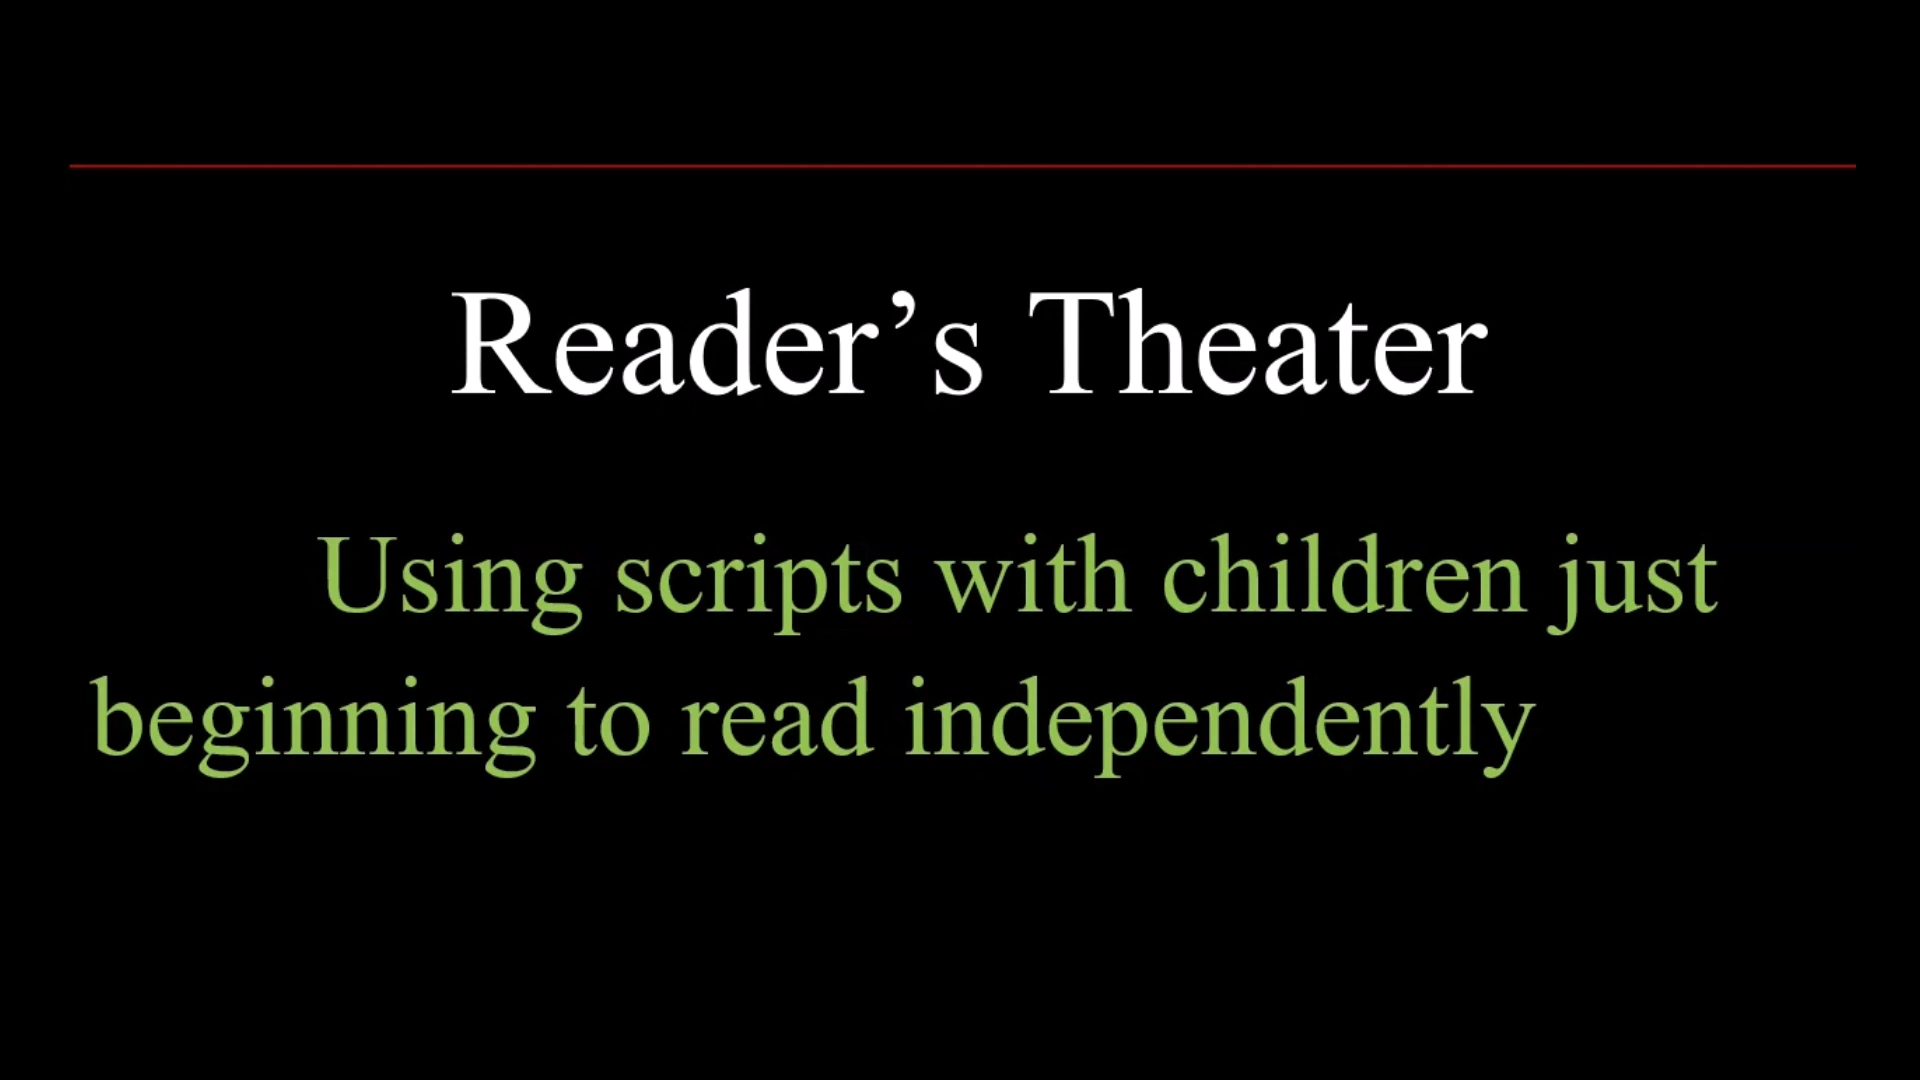 Reader’s Theater
Using scripts with children just
beginning to read independently